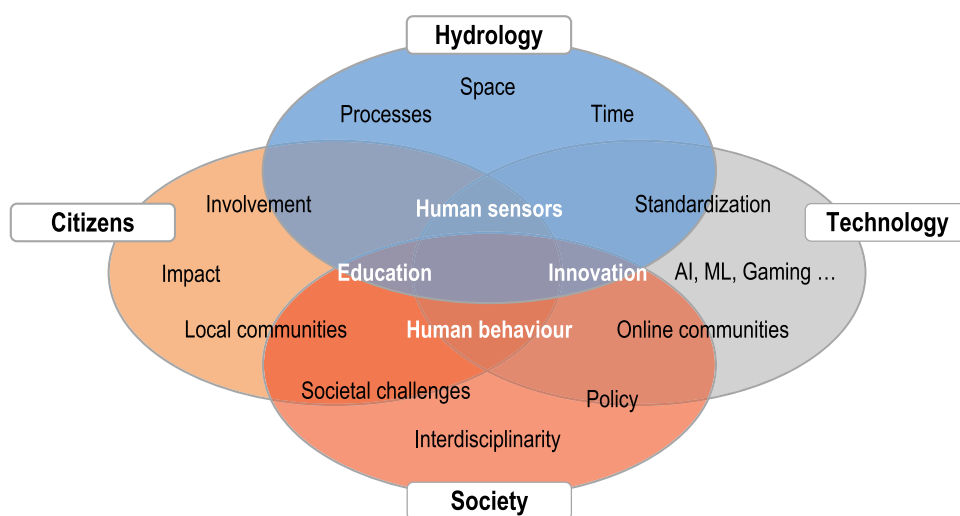 Hydrology
Space
Processes
Time
Involvement
Human sensors
Standardization
Citizens
Technology
Impact
Education
Innovation
AI, ML, Gaming ...
Local communities
Human behaviour
Online communities
Societal challenges
Policy
Interdisciplinarity
Society